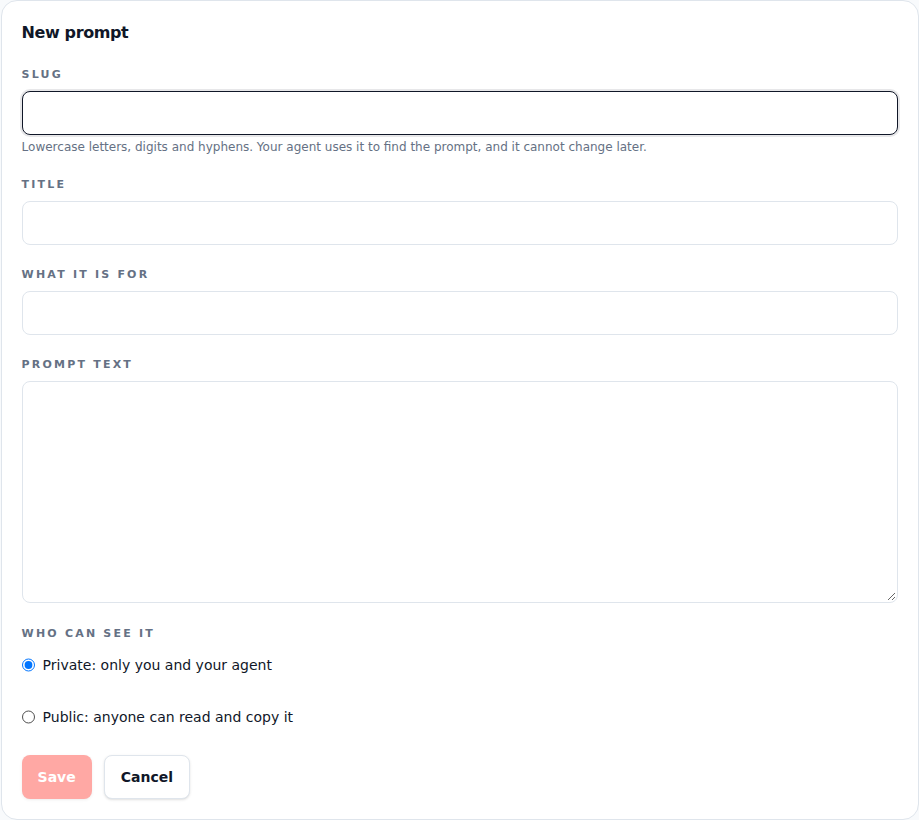 New prompt
SLUG
Lowercase letters, digits and hyphens. Your agent uses it to find the prompt, and it cannot change later.
TITLE
WHAT IT IS FOR
PROMPT TEXT
WHO CAN SEE IT
Private: only you and your agent
Public: anyone can read and copy it
Save Cancel